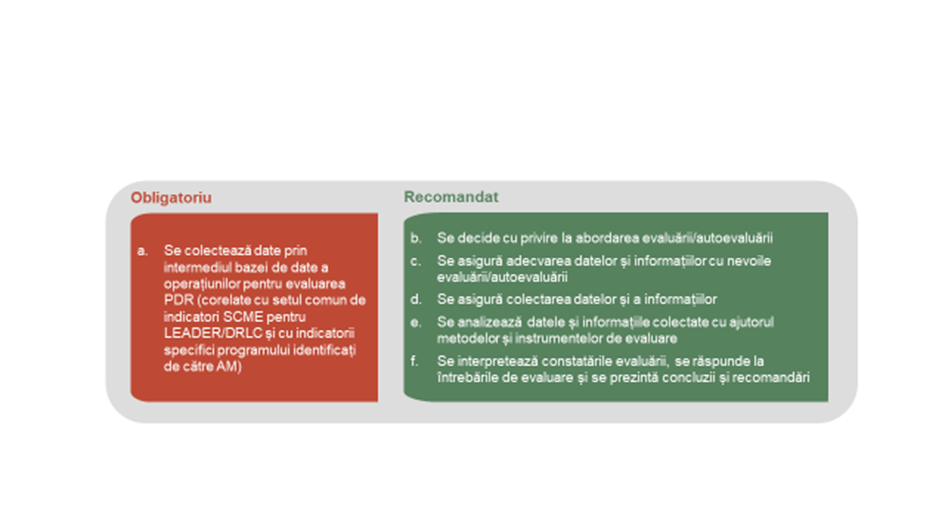 Obligatoriu
a. Se colectează date prin
intermediul bazei de date a
operațiunilor pentru evaluarea
PDR (corelate cu setul comun de
indicatori SCME pentru
LEADER/DRLC și cu indicatorii
specifici programului identificați
de către AM)
Recomandat
b. Se decide cu privire la abordarea evaluării/autoevaluării
c. Se asigură adecvarea datelor și informațiilor cu nevoile
evaluării/autoevaluării
d. Se asigură colectarea datelor și a informațiilor
e. Se analizează datele și informațiile colectate cu ajutorul
metodelor și instrumentelor de evaluare
f. Se interpretează constatările evaluării, se răspunde la
întrebările de evaluare și se prezintă concluzii și recomandări